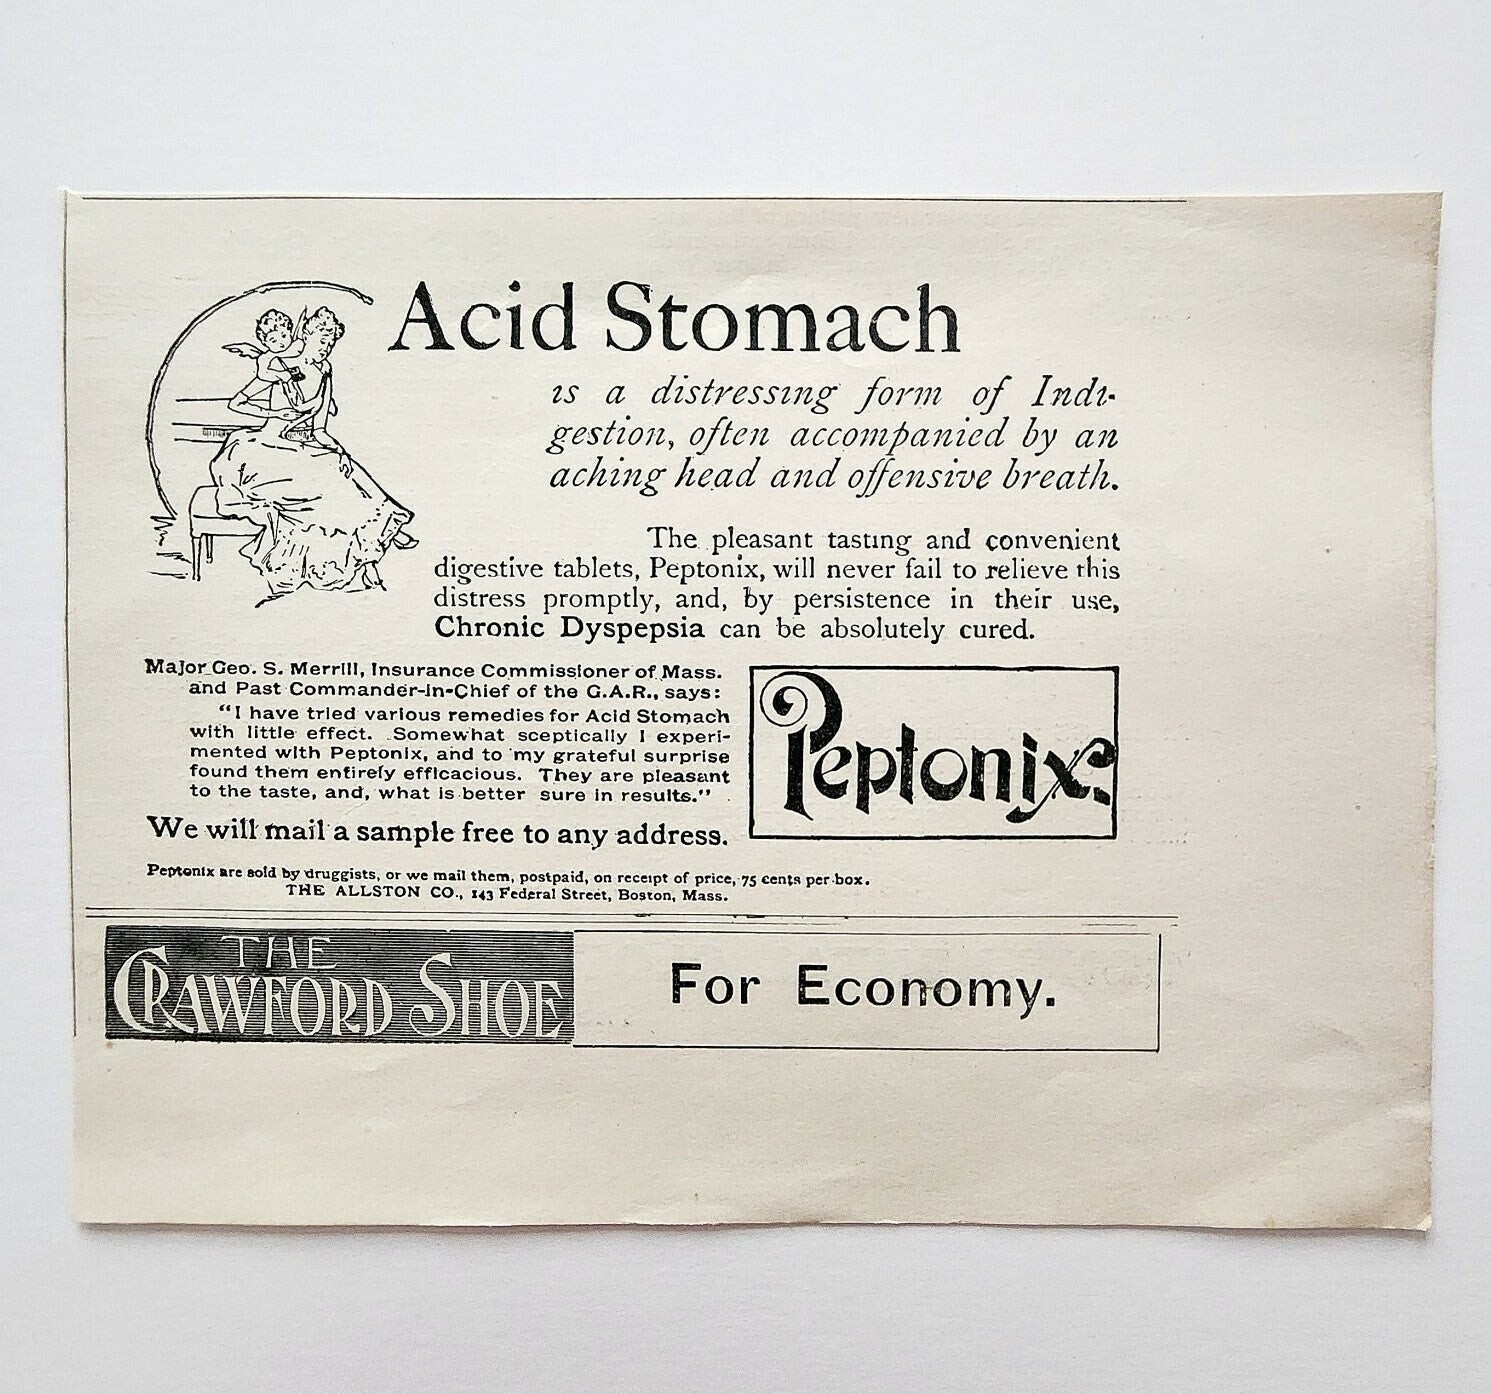 Acid Stomach
is a distressing form of Indi-
gestion, often accompanied by an
aching head and offensive breath.
The pleasant tasting and convenient
digestive tablets, Peptonix, will never fail to relieve this
distress promptly, and, by persistence in their use,
Chronic Dyspepsia can be absolutely cured.
Major Geo. S. Merrill, Insurance Commissioner of Mass.
and Past Commander-in-Chief of the G.A.R., says:
"I have tried various remedies for Acid Stomach
with little effect. Somewhat sceptically I experi-
mented with Peptonix, and to my grateful surprise
found them entirely efficacious. They are pleasant
to the taste, and, what is better sure in results."
We will mail a sample free to any address.
Peptonix.
Peptonix are sold by druggists, or we mail them, postpaid, on receipt of price, 75 cents per box.
THE ALLSTON CO., 143 Federal Street, Boston, Mass.
THE
CRAWFORD SHOE
For Economy.